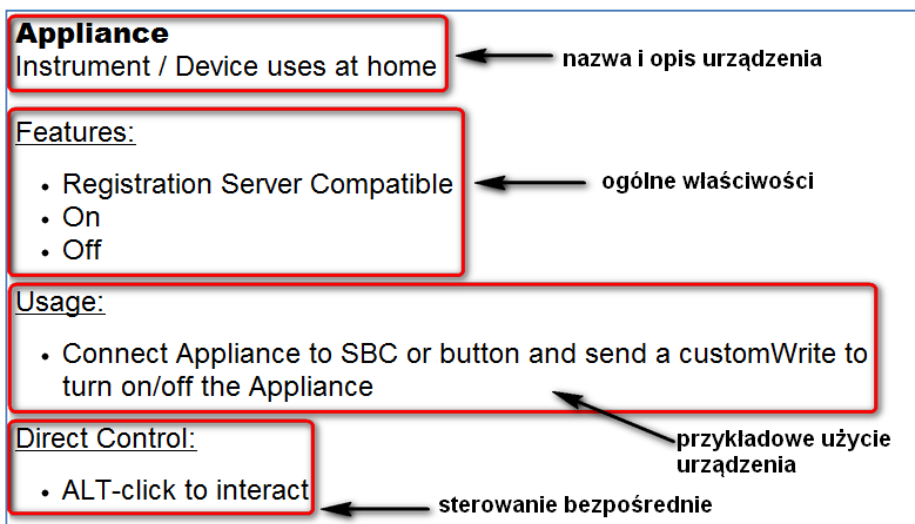 Appliance
Instrument / Device uses at home
nazwa i opis urządzenia
Features:
• Registration Server Compatible
• On
• Off
ogólne właściwości
Usage:
• Connect Appliance to SBC or button and send a customWrite to
turn on/off the Appliance
przykładowe użycie
urządzenia
Direct Control:
• ALT-click to interact
sterowanie bezpośrednie